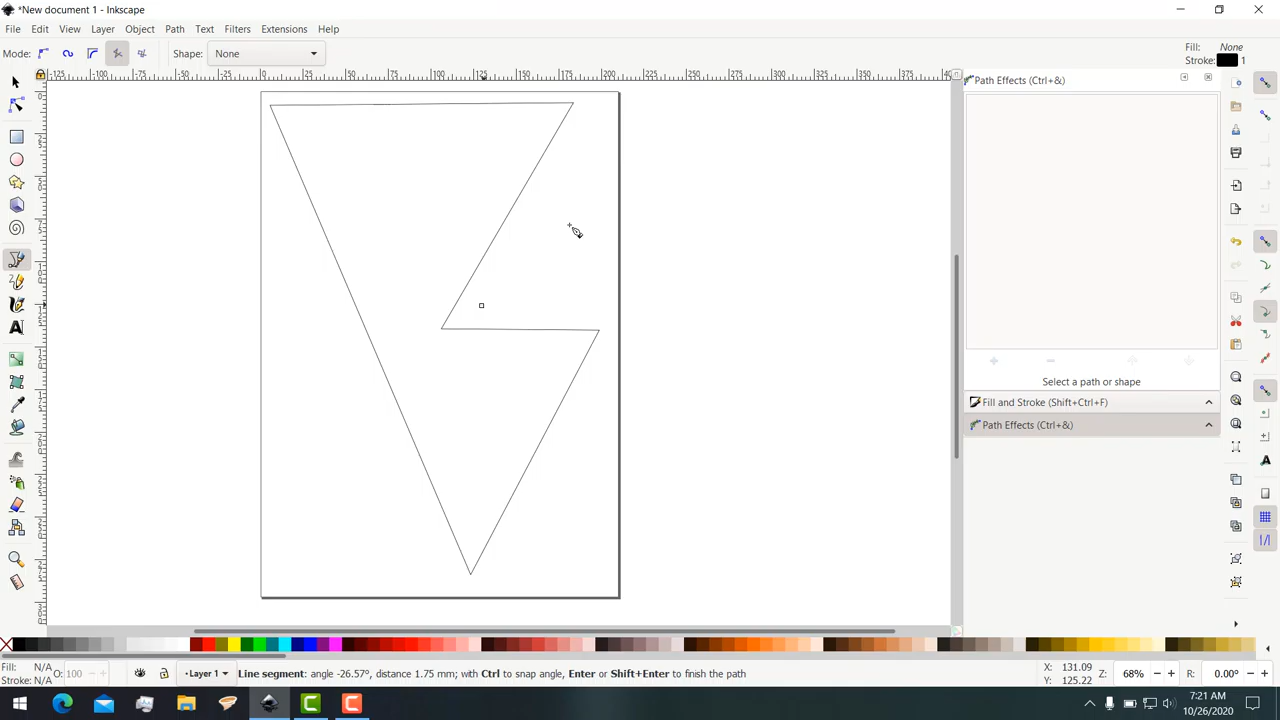 *New document 1 - Inkscape
File Edit View Layer Object Path Text Filters Extensions Help
Mode: Shape: None
Fill: None
Stroke: 1
Path Effects (Ctrl+&)
Select a path or shape
Fill and Stroke (Shift+Ctrl+F)
Path Effects (Ctrl+&)
Fill: N/A
Stroke: N/A
O: 100
•Layer 1
Line segment: angle -26.57°, distance 1.75 mm; with Ctrl to snap angle, Enter or Shift+Enter to finish the path
X: 131.09
Y: 125.22
Z: 68%
R: 0.00°
7:21 AM
10/26/2020